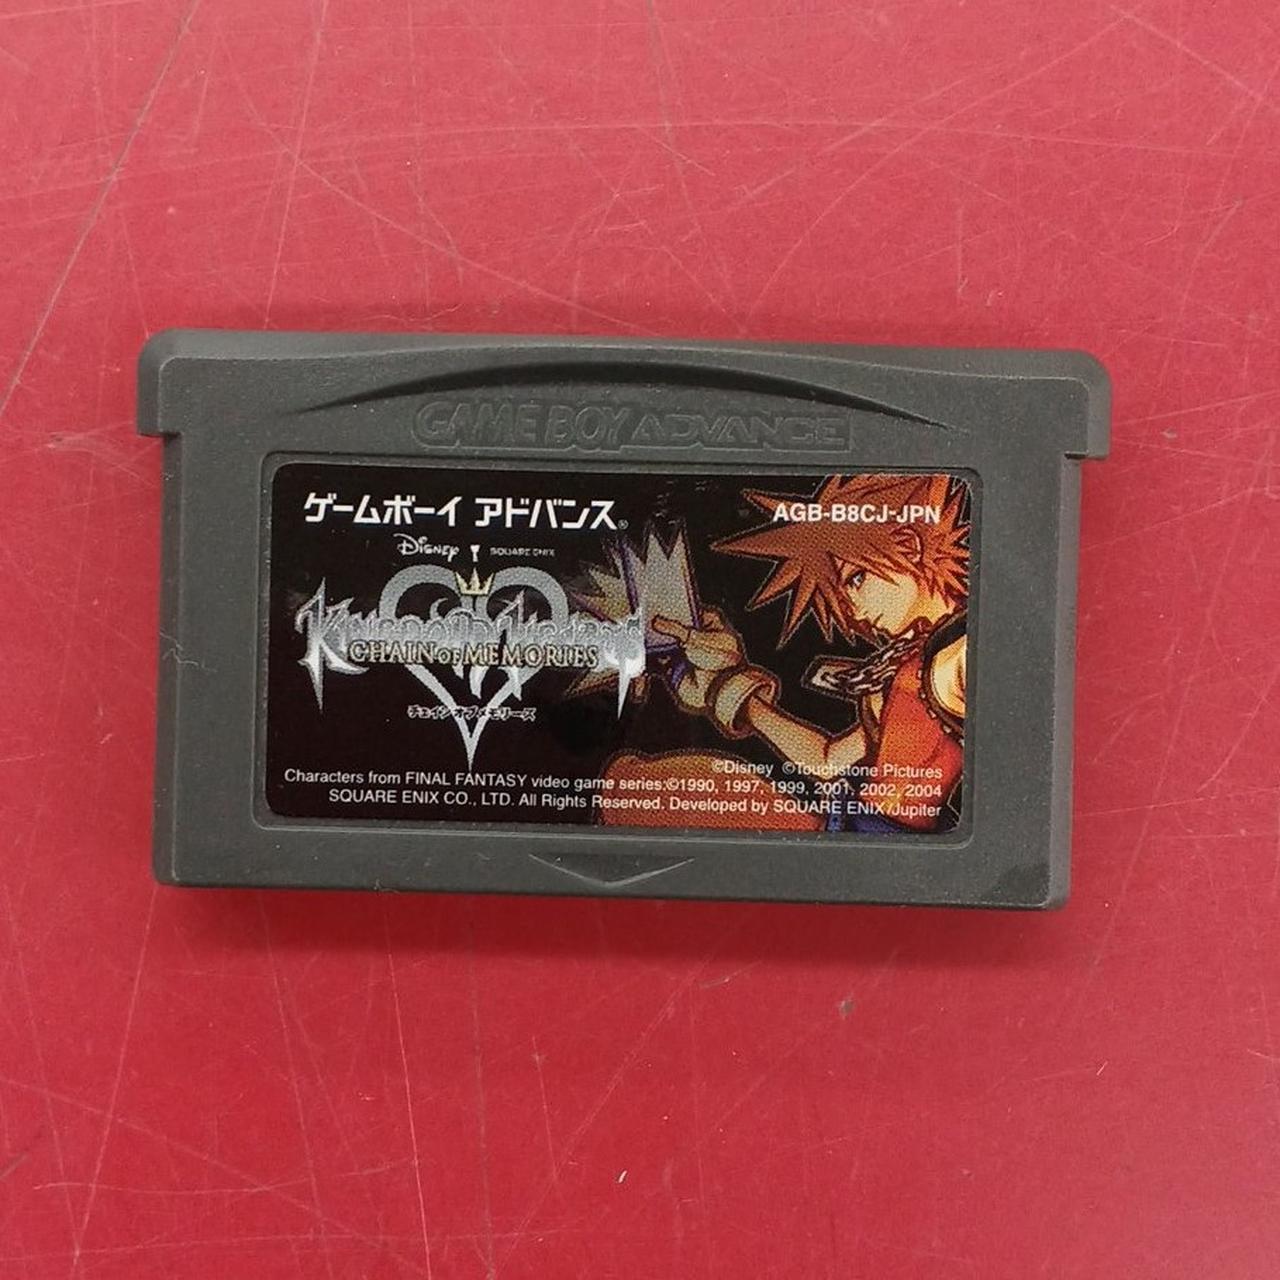 GAME BOY ADVANCE
ゲームボーイ アドバンス®
AGB-B8CJ-JPN
Disney SQUARE ENIX
KINGDOM HEARTS
CHAIN OF MEMORIES
チェイン オブ メモリーズ
©Disney ©Touchstone Pictures
Characters from FINAL FANTASY video game series:©1990, 1997, 1999, 2001, 2002, 2004
SQUARE ENIX CO., LTD. All Rights Reserved. Developed by SQUARE ENIX/Jupiter